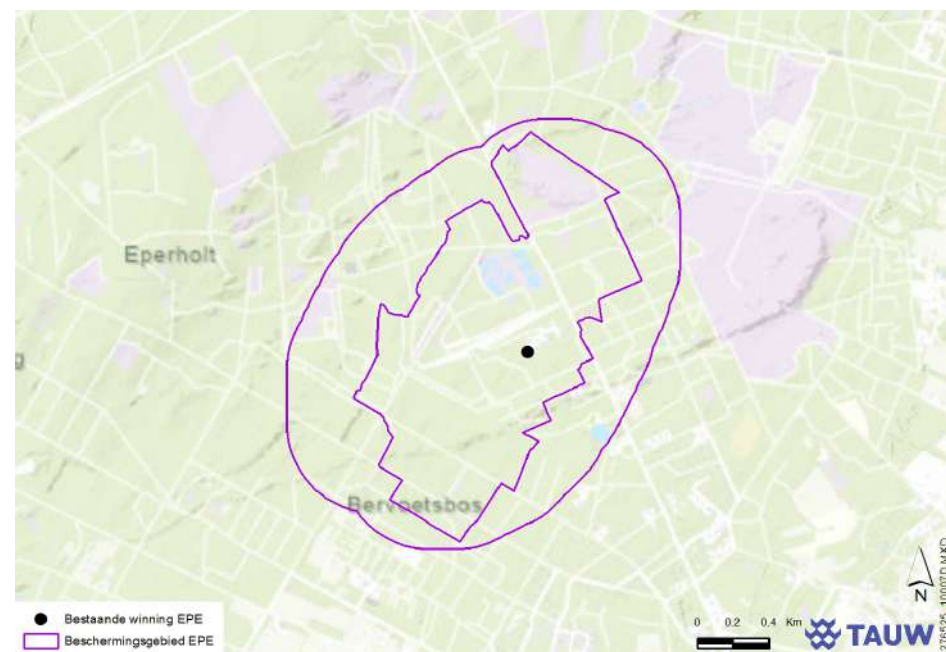 Eperholt
g
Bervoetsbos
Bestaande winning EPE
Beschermingsgebied EPE
0 0.2 0.4 Km
N
TAUW